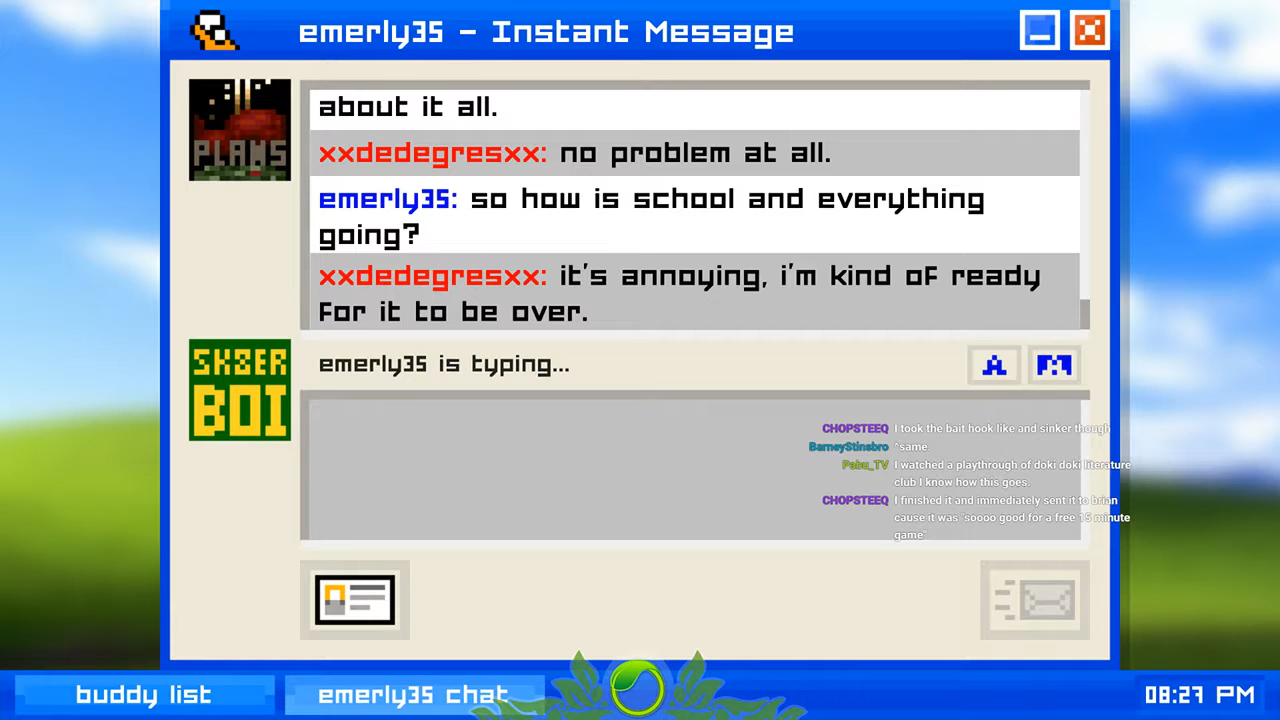 emerly35 - Instant Message
about it all.
xxdedegresxx: no problem at all.
emerly35: so how is school and everything
going?
xxdedegresxx: it's annoying, i'm kind of ready
for it to be over.
PLAWS
SK8ER
BOI
emerly35 is typing...
A
CHOPSTEEQ I took the bait hook like and sinker though
BarneyStinsbro ^same
Pabu_TV I watched a playthrough of doki doki literature
club I know how this goes.
CHOPSTEEQ I finished it and immediately sent it to brian
cause it was "soooo good for a free 15 minute
game"
buddy list
emerly35 chat
08:27 PM